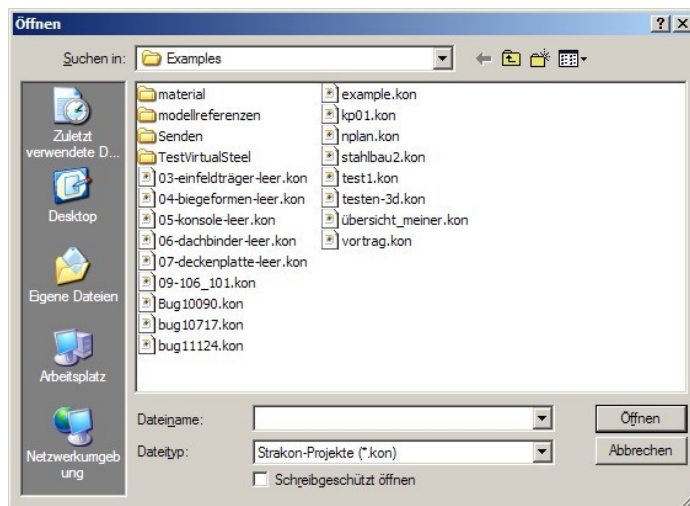 Öffnen
Suchen in:
Examples
Zuletzt
verwendete D...
Desktop
Eigene Dateien
Arbeitsplatz
Netzwerkumgeb
ung
material
modellreferenzen
Senden
TestVirtualSteel
03-einfeldträger-leer.kon
04-biegeformen-leer.kon
05-konsole-leer.kon
06-dachbinder-leer.kon
07-deckenplatte-leer.kon
09-106_101.kon
Bug10090.kon
bug10717.kon
bug11124.kon
example.kon
kp01.kon
nplan.kon
stahlbau2.kon
test1.kon
testen-3d.kon
übersicht_meiner.kon
vortrag.kon
Dateiname:
Öffnen
Dateityp:
Strakon-Projekte (*.kon)
Abbrechen
Schreibgeschützt öffnen